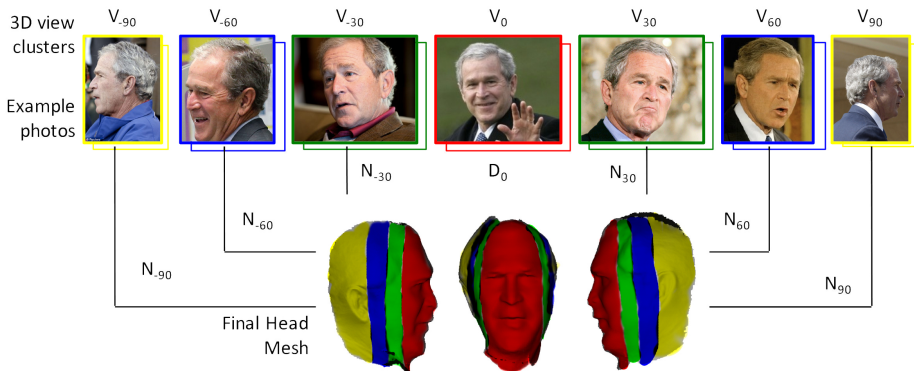 3D view
clusters
V₋₉₀ V₋₆₀ V₋₃₀ V₀ V₃₀ V₆₀ V₉₀
Example
photos
N₋₃₀ D₀ N₃₀
N₋₆₀ N₆₀
N₋₉₀ N₉₀
Final Head
Mesh